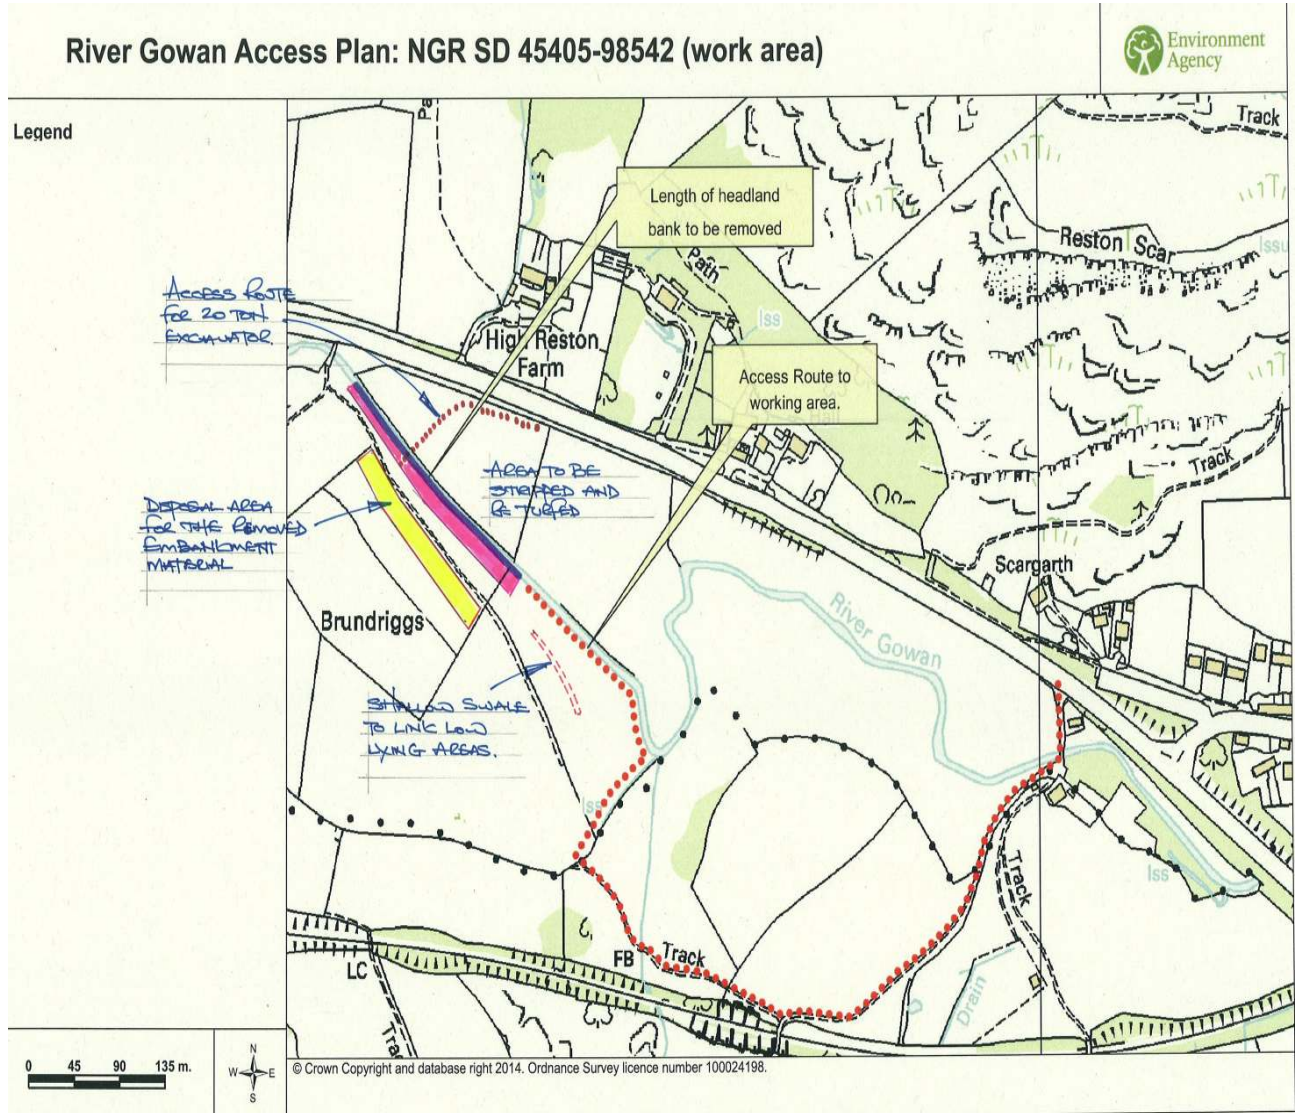 River Gowan Access Plan: NGR SD 45405-98542 (work area)
Environment
Agency
Legend
Pa
Track
Length of headland
bank to be removed
Reston Scar
Issu
Path
ACCESS ROUTE
FOR 20 TON
EXCAVATOR.
Iss
High Reston
Farm
Access Route to
working area.
Track
AREA TO BE
STRIPPED AND
RE TURFED
DISPOSAL AREA
FOR THE REMOVED
EMBANKMENT
MATERIAL
Scargarth
Brundriggs
River Gowan
SHALLOW SWALE
TO LINK LOW
LYING AREAS.
Iss
Track
Iss
FB
Track
LC
Drain
Trac
0 45 90 135 m.
N
W E
S
© Crown Copyright and database right 2014. Ordnance Survey licence number 100024198.